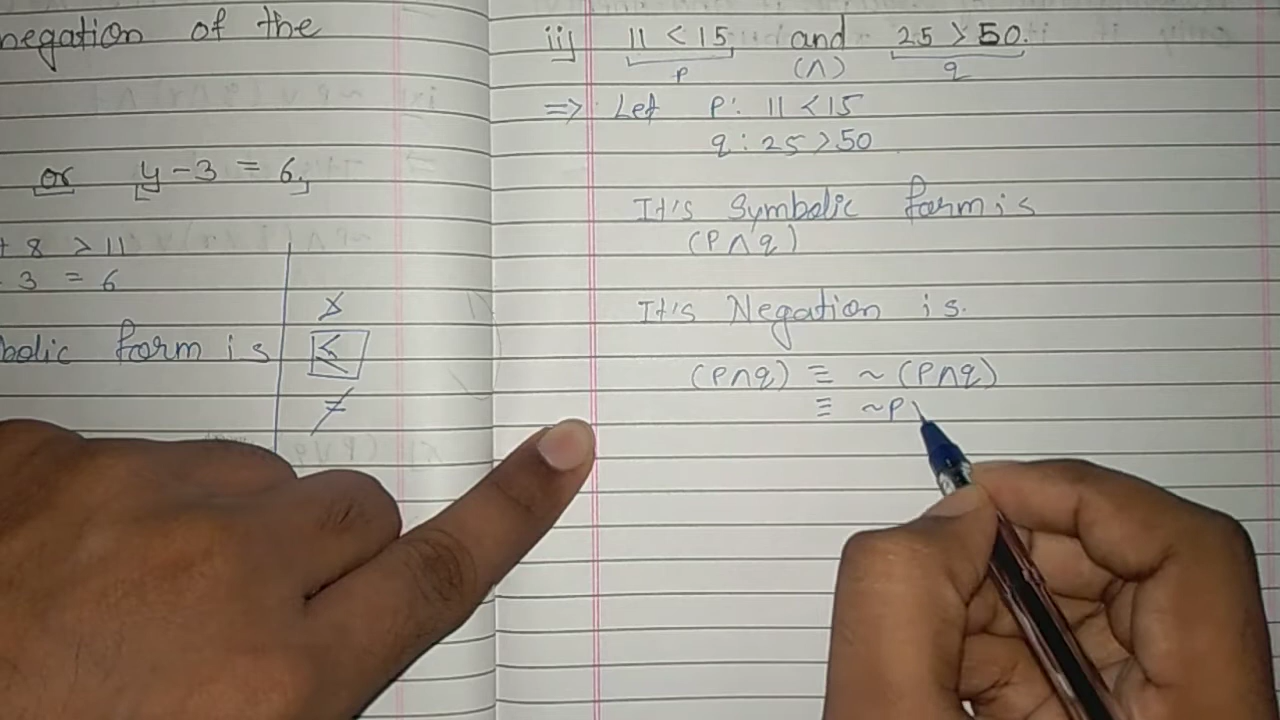 negation of the
or y - 3 = 6.
+ 8 > 11
3 = 6
bolic form is
≯
≤
≠
ii) 11 < 15 and 25 > 50.
p (∧) q
=> Let P : 11 < 15
q : 25 > 50
It's Symbolic form is
(P ∧ q)
It's Negation is.
(P ∧ q) ≡ ~ (P ∧ q)
≡ ~P